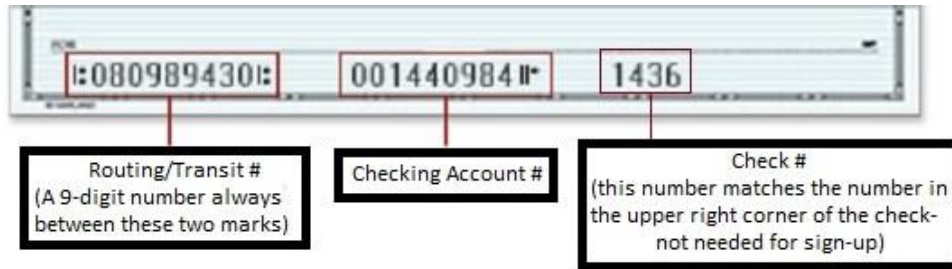 FOR
⑆080989430⑆ 001440984⑈ 1436
Routing/Transit #
(A 9-digit number always
between these two marks)
Checking Account #
Check #
(this number matches the number in
the upper right corner of the check-
not needed for sign-up)